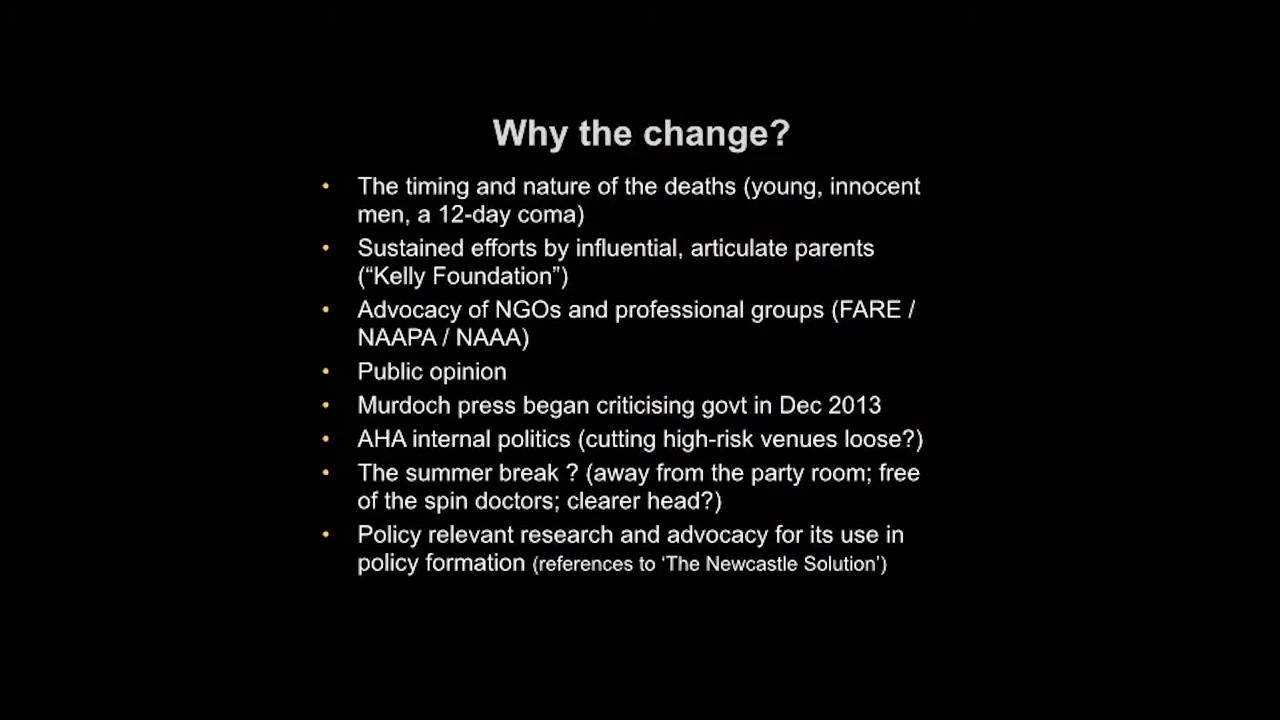 Why the change?
• The timing and nature of the deaths (young, innocent
men, a 12-day coma)
• Sustained efforts by influential, articulate parents
(“Kelly Foundation”)
• Advocacy of NGOs and professional groups (FARE /
NAAPA / NAAA)
• Public opinion
• Murdoch press began criticising govt in Dec 2013
• AHA internal politics (cutting high-risk venues loose?)
• The summer break ? (away from the party room; free
of the spin doctors; clearer head?)
• Policy relevant research and advocacy for its use in
policy formation (references to ‘The Newcastle Solution’)